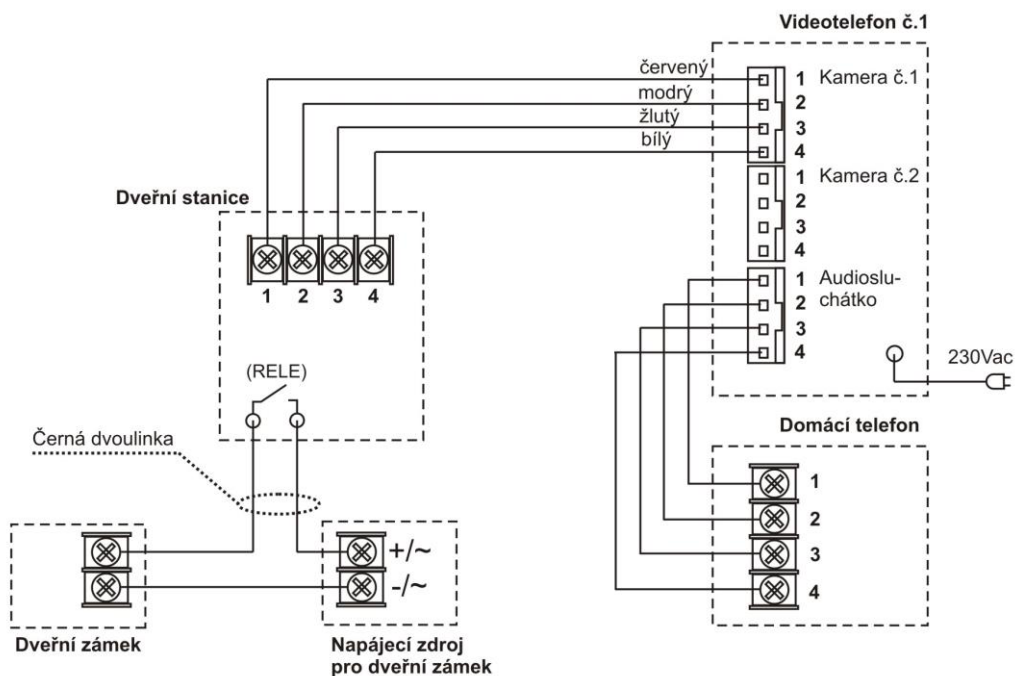 Videotelefon č.1
červený
modrý
žlutý
bílý
1 Kamera č.1
2
3
4
1 Kamera č.2
2
3
4
1 Audioslu-
chátko
2
3
4
230Vac
Dveřní stanice
1 2 3 4
(RELE)
Černá dvoulinka
Domácí telefon
1
2
3
4
+/~
-/~
Dveřní zámek
Napájecí zdroj
pro dveřní zámek